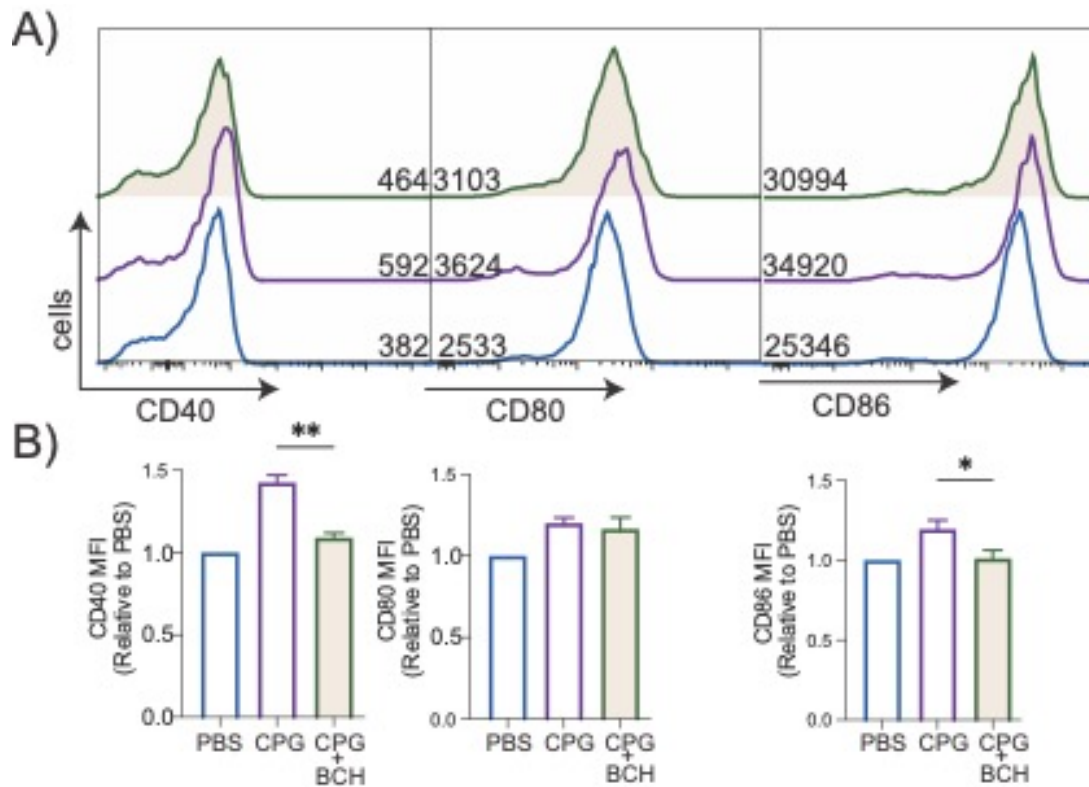 A)
464 3103 30994
592 3624 34920
382 2533 25346
cells
CD40 CD80 CD86
B)
** *
CD40 MFI
(Relative to PBS)
1.5
1.0
0.5
0.0
PBS CPG CPG
+
BCH
CD80 MFI
(Relative to PBS)
1.5
1.0
0.5
0.0
PBS CPG CPG
+
BCH
CD86 MFI
(Relative to PBS)
1.5
1.0
0.5
0.0
PBS CPG CPG
+
BCH